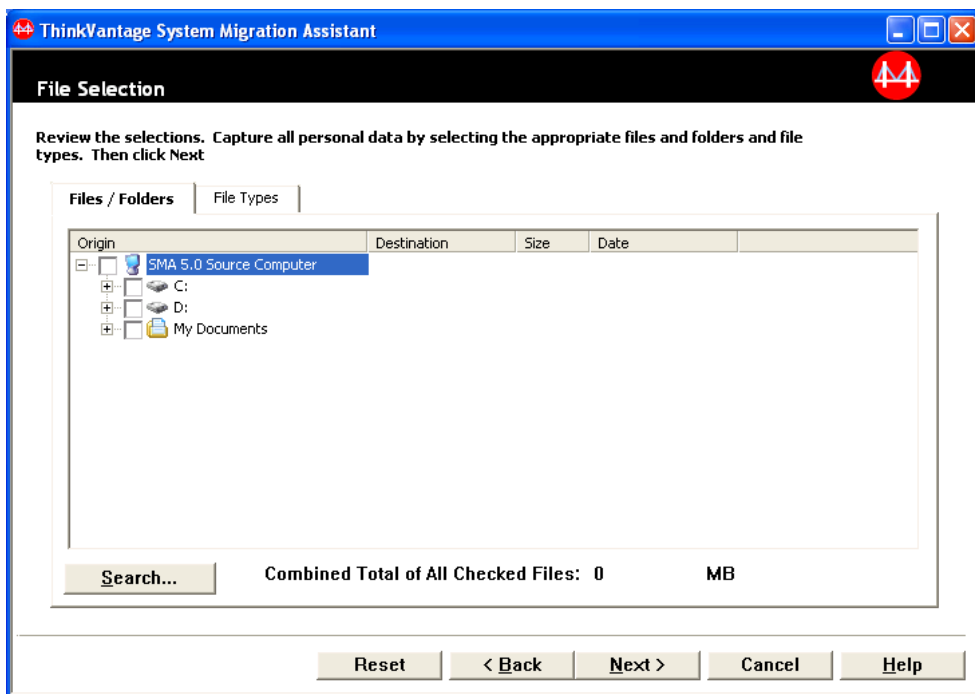 ThinkVantage System Migration Assistant
File Selection
Review the selections. Capture all personal data by selecting the appropriate files and folders and file
types. Then click Next
Files / Folders File Types
Origin Destination Size Date
SMA 5.0 Source Computer
C:
D:
My Documents
Search... Combined Total of All Checked Files: 0 MB
Reset < Back Next > Cancel Help